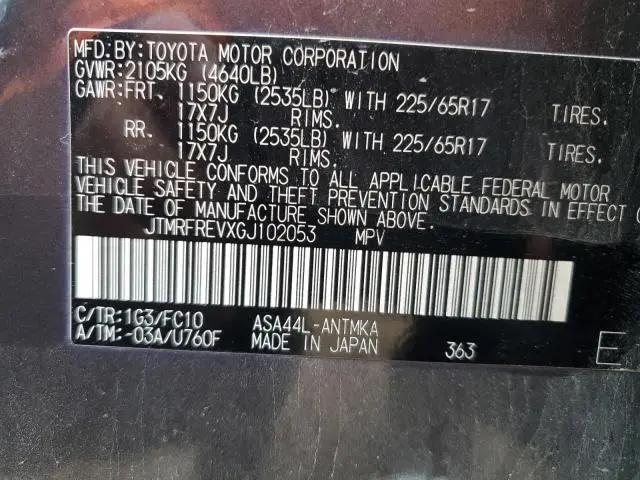 MFD.BY:TOYOTA MOTOR CORPORATION
GVWR:2105KG (4640LB)
GAWR:FRT. 1150KG (2535LB) WITH 225/65R17 TIRES.
17X7J RIMS.
RR. 1150KG (2535LB) WITH 225/65R17 TIRES.
17X7J RIMS.
THIS VEHICLE CONFORMS TO ALL APPLICABLE FEDERAL MOTOR
VEHICLE SAFETY AND THEFT PREVENTION STANDARDS IN EFFECT
THE DATE OF MANUFACTURE SHOWN ABOVE.
JTMRFREVXGJ102053 MPV
C/TR:1G3/FC10 ASA44L-ANTMKA
A/TM:-03A/U760F MADE IN JAPAN 363 E